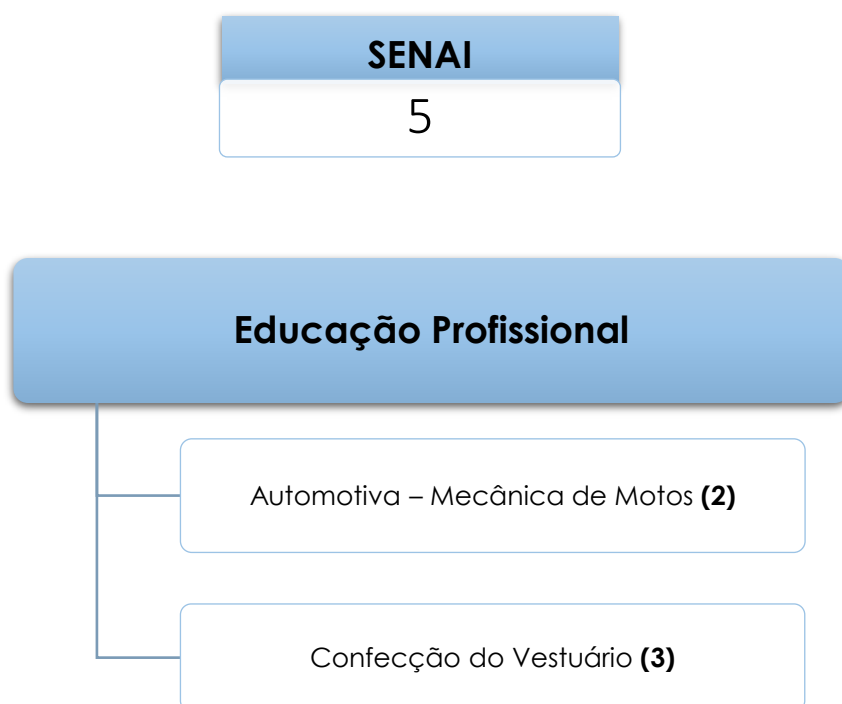 SENAI
5
Educação Profissional
Automotiva – Mecânica de Motos (2)
Confecção do Vestuário (3)